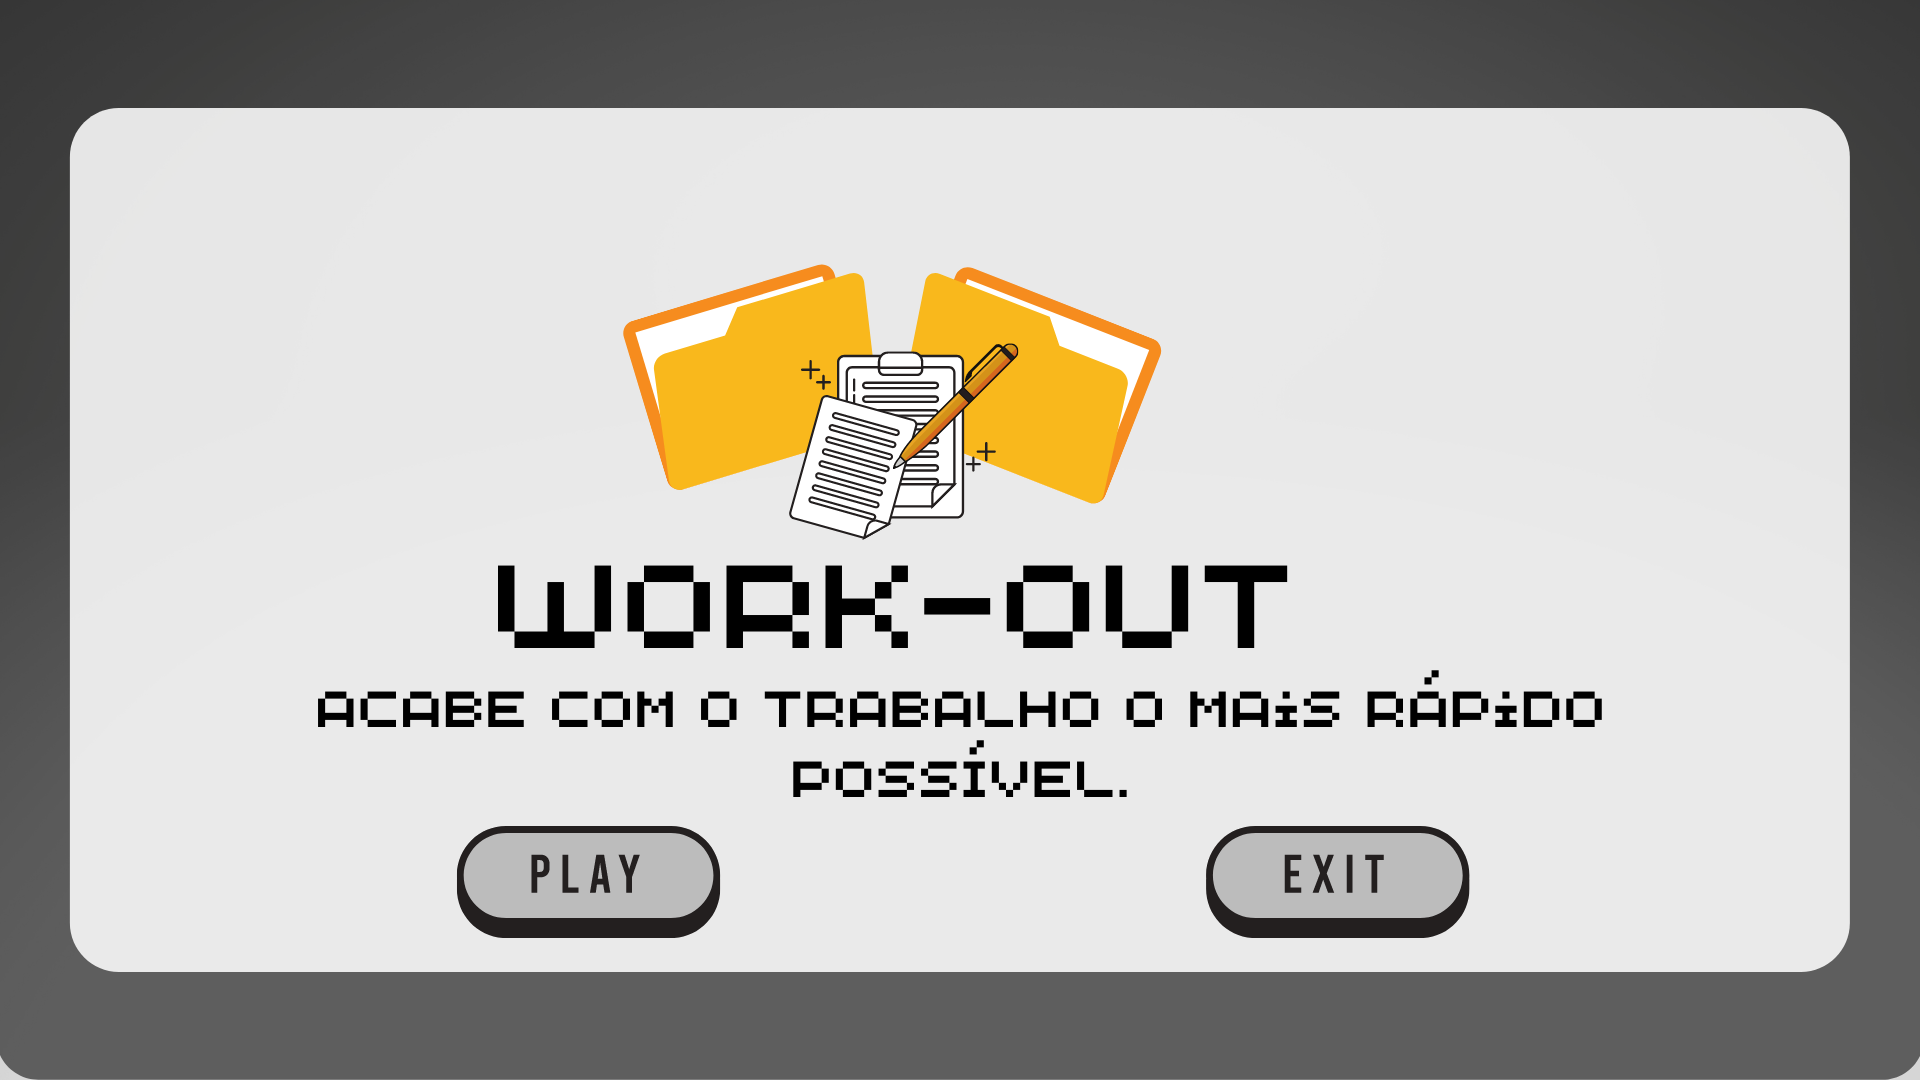 WORK-OUT
ACABE COM O TRABALHO O MAiS RÁPiDO
POSSÍVEL.
PLAY
EXIT